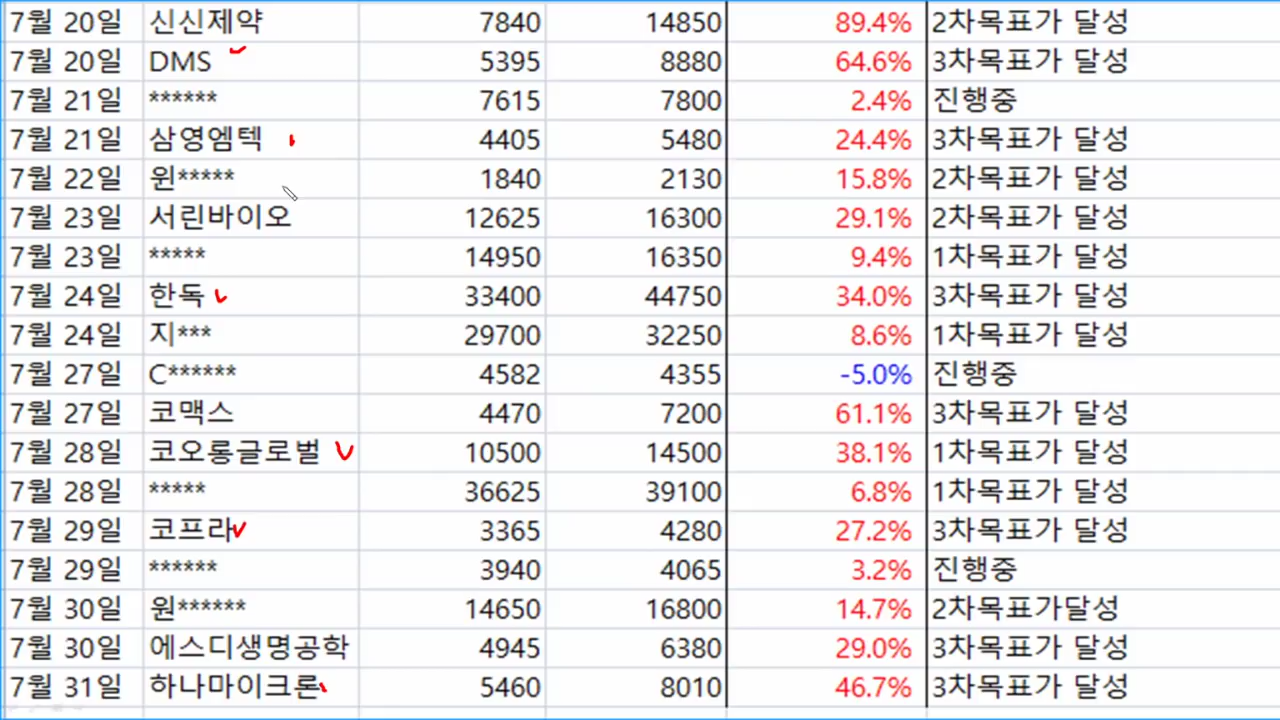 7월 20일 신신제약 7840 14850 89.4% 2차목표가 달성
7월 20일 DMS 5395 8880 64.6% 3차목표가 달성
7월 21일 ****** 7615 7800 2.4% 진행중
7월 21일 삼영엠텍 4405 5480 24.4% 3차목표가 달성
7월 22일 윈***** 1840 2130 15.8% 2차목표가 달성
7월 23일 서린바이오 12625 16300 29.1% 2차목표가 달성
7월 23일 ***** 14950 16350 9.4% 1차목표가 달성
7월 24일 한독 33400 44750 34.0% 3차목표가 달성
7월 24일 지*** 29700 32250 8.6% 1차목표가 달성
7월 27일 C****** 4582 4355 -5.0% 진행중
7월 27일 코맥스 4470 7200 61.1% 3차목표가 달성
7월 28일 코오롱글로벌 10500 14500 38.1% 1차목표가 달성
7월 28일 ***** 36625 39100 6.8% 1차목표가 달성
7월 29일 코프라 3365 4280 27.2% 3차목표가 달성
7월 29일 ****** 3940 4065 3.2% 진행중
7월 30일 원****** 14650 16800 14.7% 2차목표가달성
7월 30일 에스디생명공학 4945 6380 29.0% 3차목표가 달성
7월 31일 하나마이크론 5460 8010 46.7% 3차목표가 달성